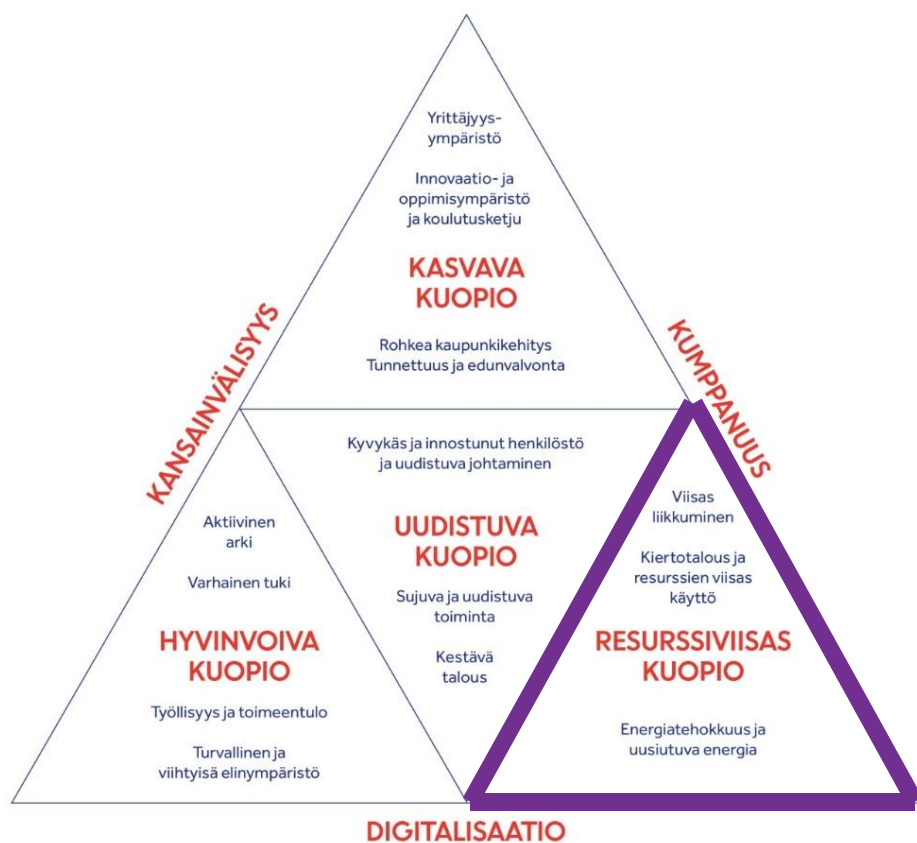 Yrittäjyys-
ympäristö
Innovaatio- ja
oppimisympäristö
ja koulutusketju
KASVAVA
KUOPIO
Rohkea kaupunkikehitys
Tunnettuus ja edunvalvonta
KANSAINVÄLISYYS
KUMPPANUUS
Kyvykäs ja innostunut henkilöstö
ja uudistuva johtaminen
UUDISTUVA
KUOPIO
Sujuva ja uudistuva
toiminta
Kestävä
talous
Aktiivinen
arki
Varhainen tuki
HYVINVOIVA
KUOPIO
Työllisyys ja toimeentulo
Turvallinen ja
viihtyisä elinympäristö
Viisas
liikkuminen
Kiertotalous ja
resurssien viisas
käyttö
RESURSSIVIISAS
KUOPIO
Energiatehokkuus ja
uusiutuva energia
DIGITALISAATIO